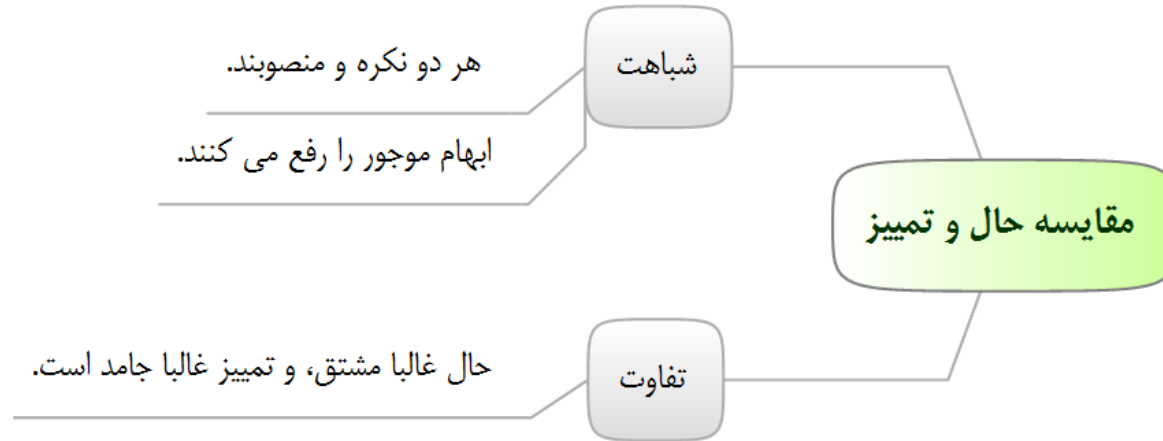 مقایسه حال و تمییز
شباهت
هر دو نکره و منصوبند.
ابهام موجور را رفع می کنند.
تفاوت
حال غالبا مشتق، و تمییز غالبا جامد است.